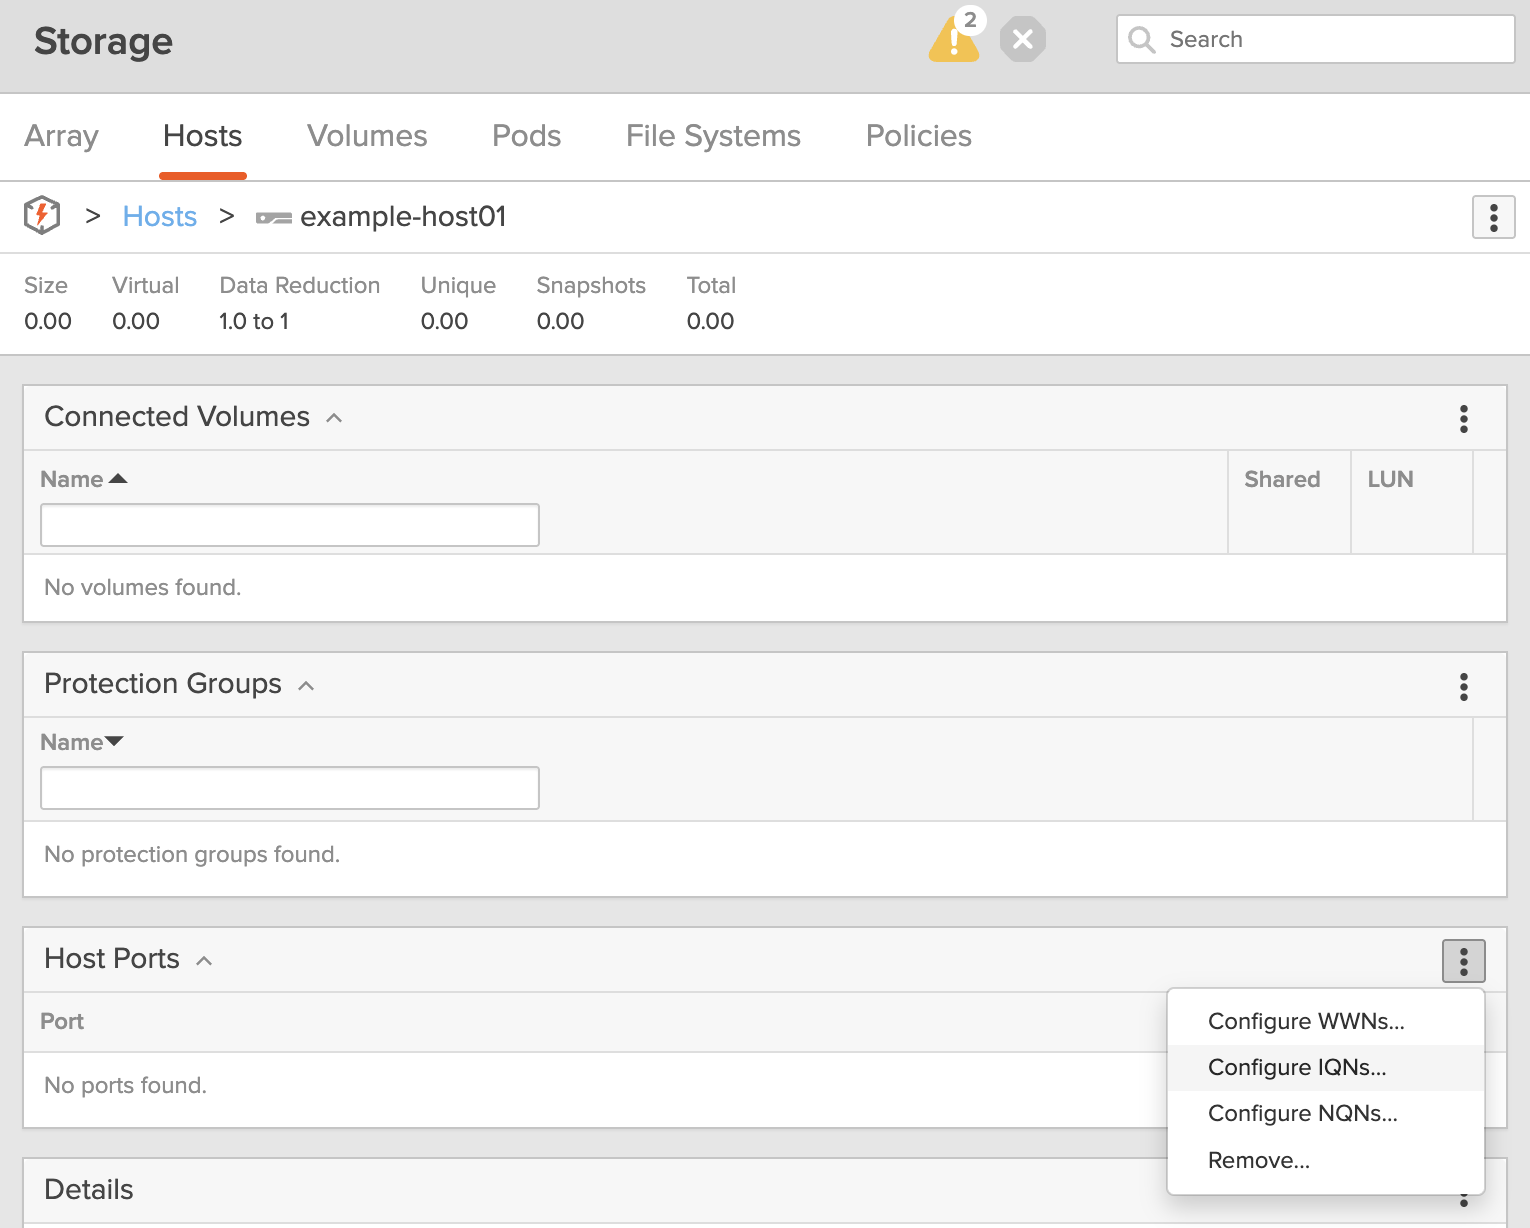 Storage
2
Search
Array Hosts Volumes Pods File Systems Policies
> Hosts > example-host01
Size Virtual Data Reduction Unique Snapshots Total
0.00 0.00 1.0 to 1 0.00 0.00 0.00
Connected Volumes
Name Shared LUN
No volumes found.
Protection Groups
Name
No protection groups found.
Host Ports
Port
No ports found.
Configure WWNs...
Configure IQNs...
Configure NQNs...
Remove...
Details